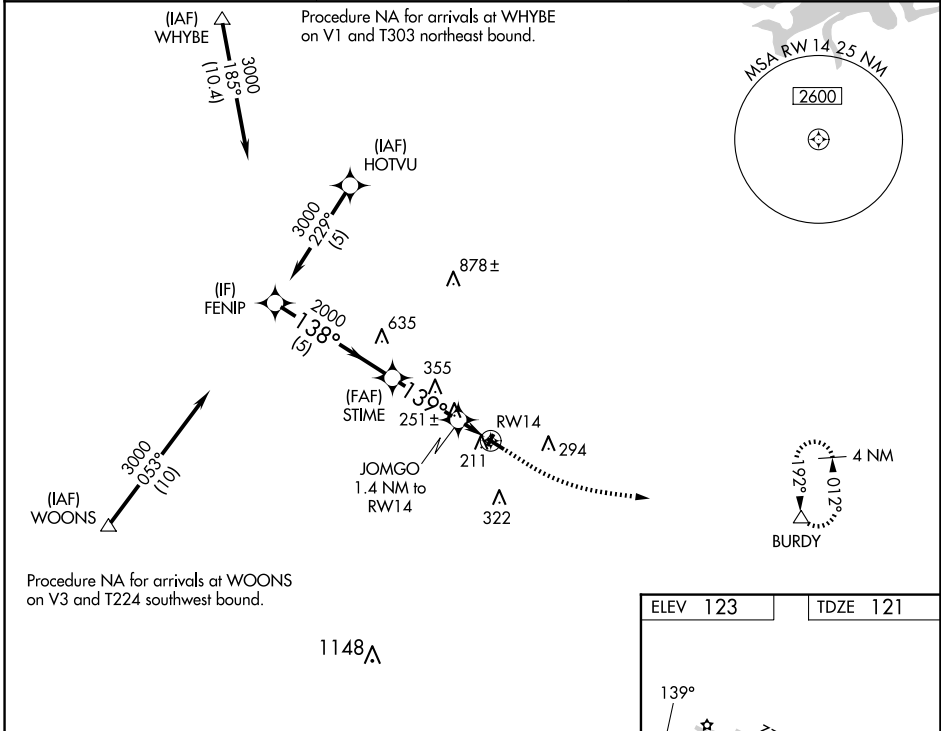 (IAF)
WHYBE
Procedure NA for arrivals at WHYBE
on V1 and T303 northeast bound.
3000
185°
(10.4)
MSA RW 14 25 NM
2600
(IAF)
HOTVU
3000
229°
(5)
878±
(IF)
FENIP
2000
138°
(5)
635
355
(FAF)
STIME
139°
251±
RW14
211
294
JOMGO
1.4 NM to
RW14
322
3000
053°
(10)
(IAF)
WOONS
4 NM
192°
012°
BURDY
Procedure NA for arrivals at WOONS
on V3 and T224 southwest bound.
1148
ELEV 123
TDZE 121
139°